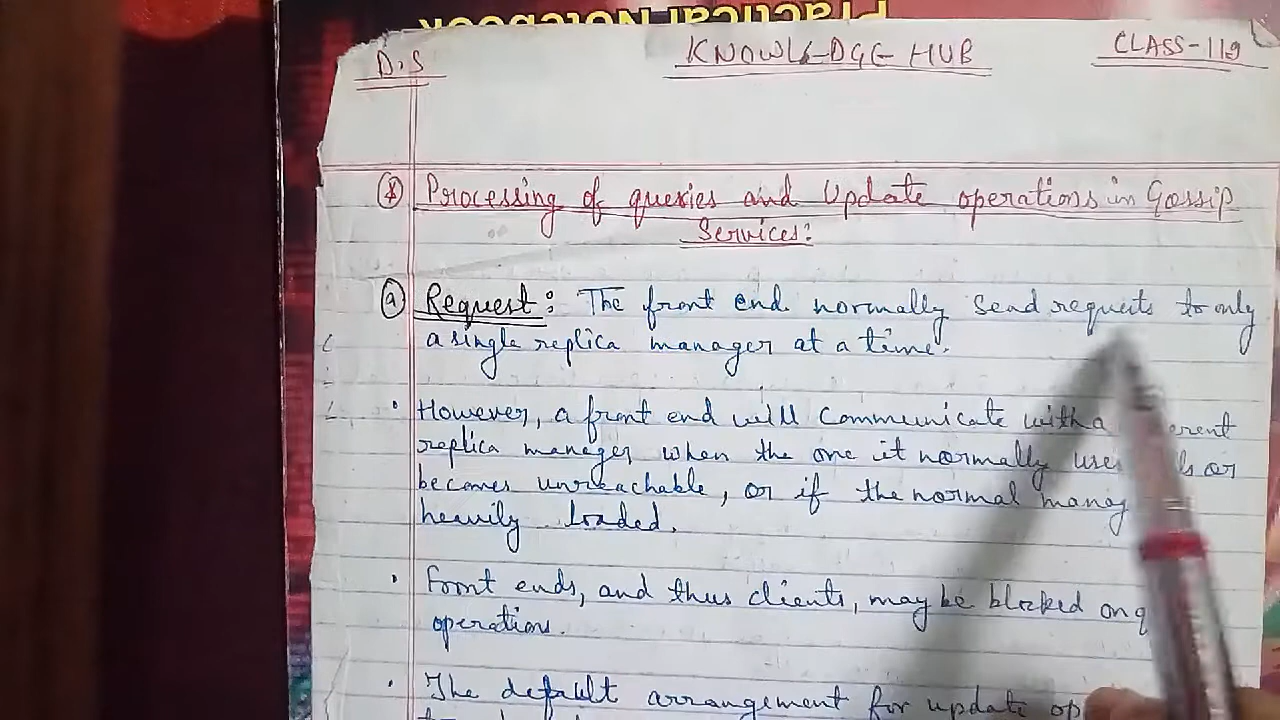 Practical Notebook
D.S KNOWLEDGE HUB CLASS-119
* Processing of queries and Update operations in Gossip
Services:
a Request: The front end normally send requests to only
a single replica manager at a time.
• However, a front end will communicate with a
replica manager when the one it normally or
becomes unreachable, or if the normal
heavily loaded.
• Front ends, and thus clients, may be blocked on
operations.
• The default arrangement for update